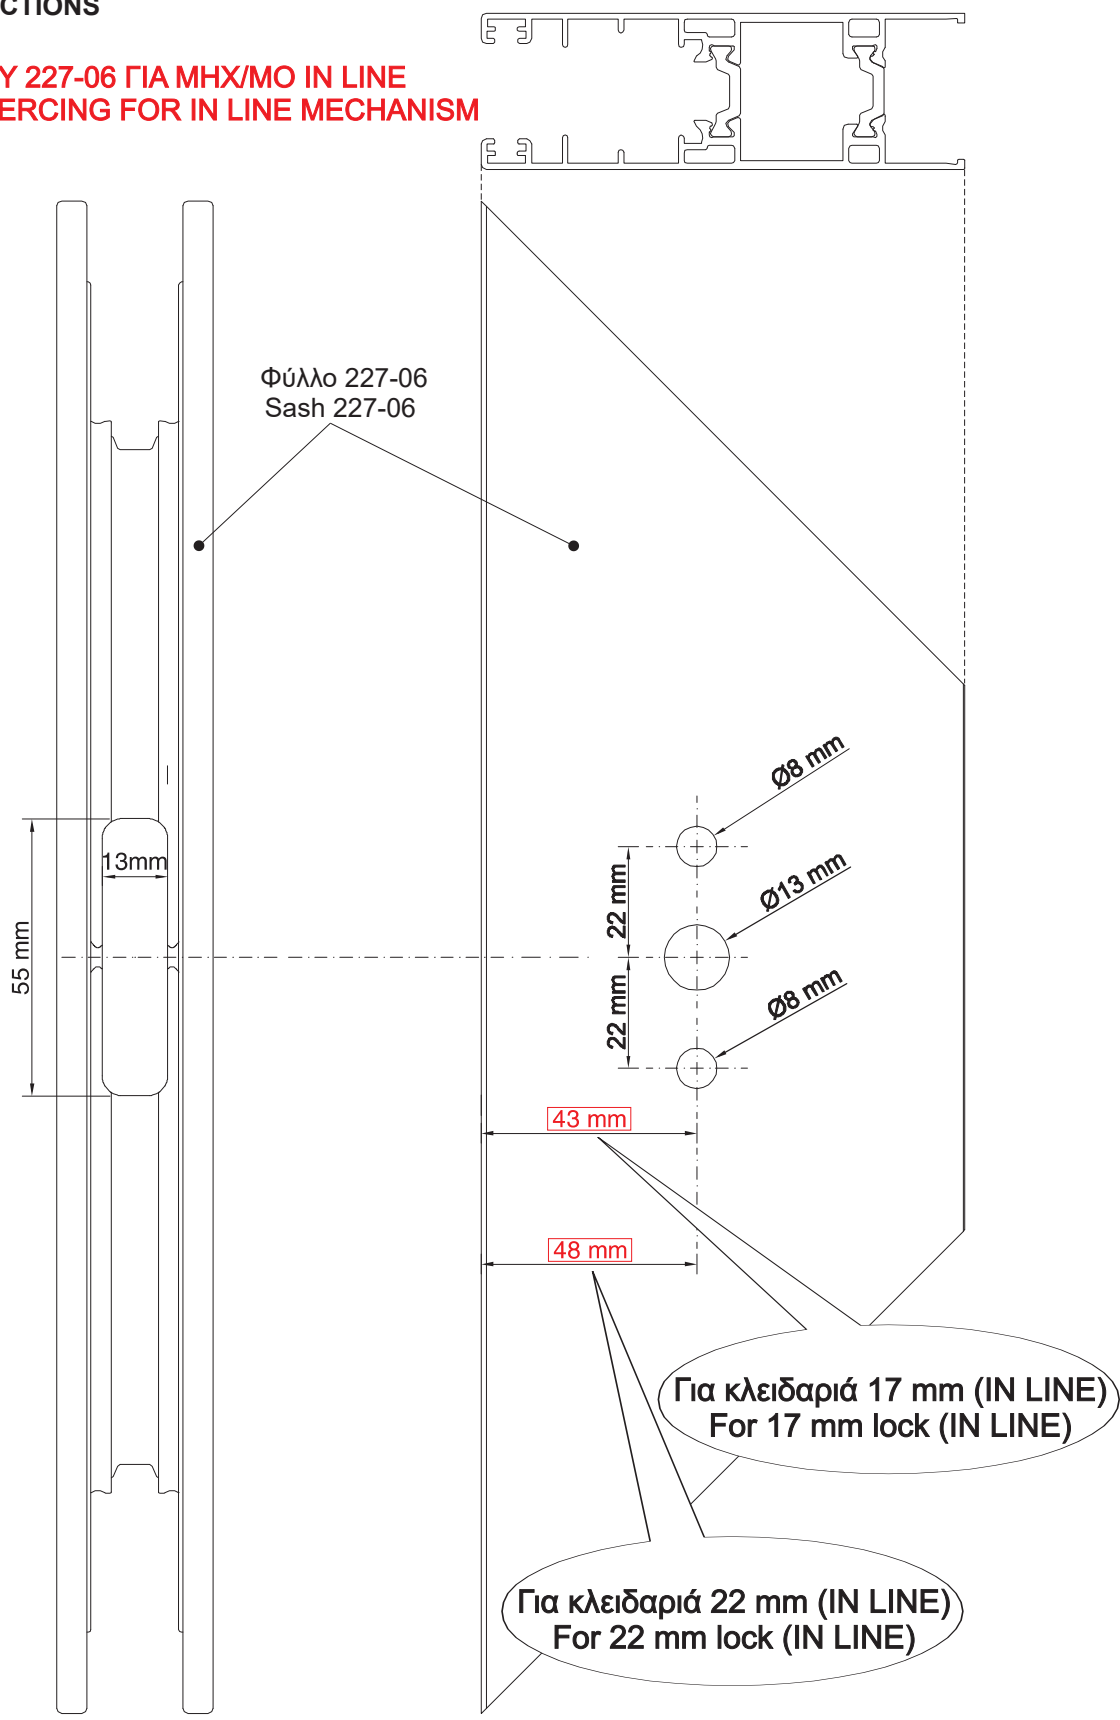 CTIONS
Υ 227-06 ΓΙΑ ΜΗΧ/ΜΟ IN LINE
ERCING FOR IN LINE MECHANISM
Φύλλο 227-06
Sash 227-06
Ø8 mm
13mm
22 mm
Ø13 mm
55 mm
22 mm
Ø8 mm
43 mm
48 mm
Για κλειδαριά 17 mm (IN LINE)
For 17 mm lock (IN LINE)
Για κλειδαριά 22 mm (IN LINE)
For 22 mm lock (IN LINE)